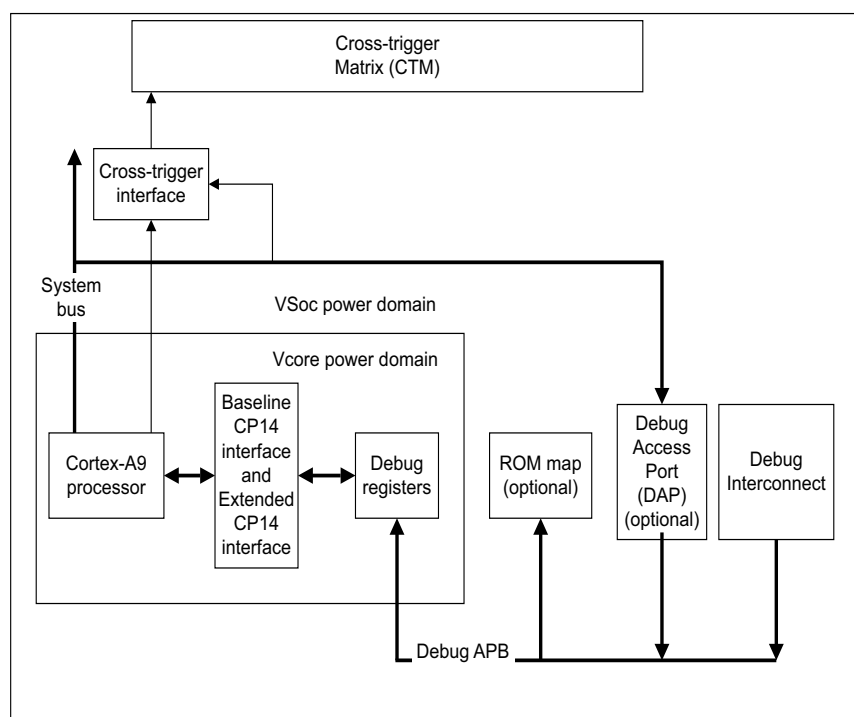 Cross-trigger
Matrix (CTM)
Cross-trigger
interface
System
bus
VSoc power domain
Vcore power domain
Cortex-A9
processor
Baseline
CP14
interface
and
Extended
CP14
interface
Debug
registers
ROM map
(optional)
Debug
Access
Port
(DAP)
(optional)
Debug
Interconnect
Debug APB